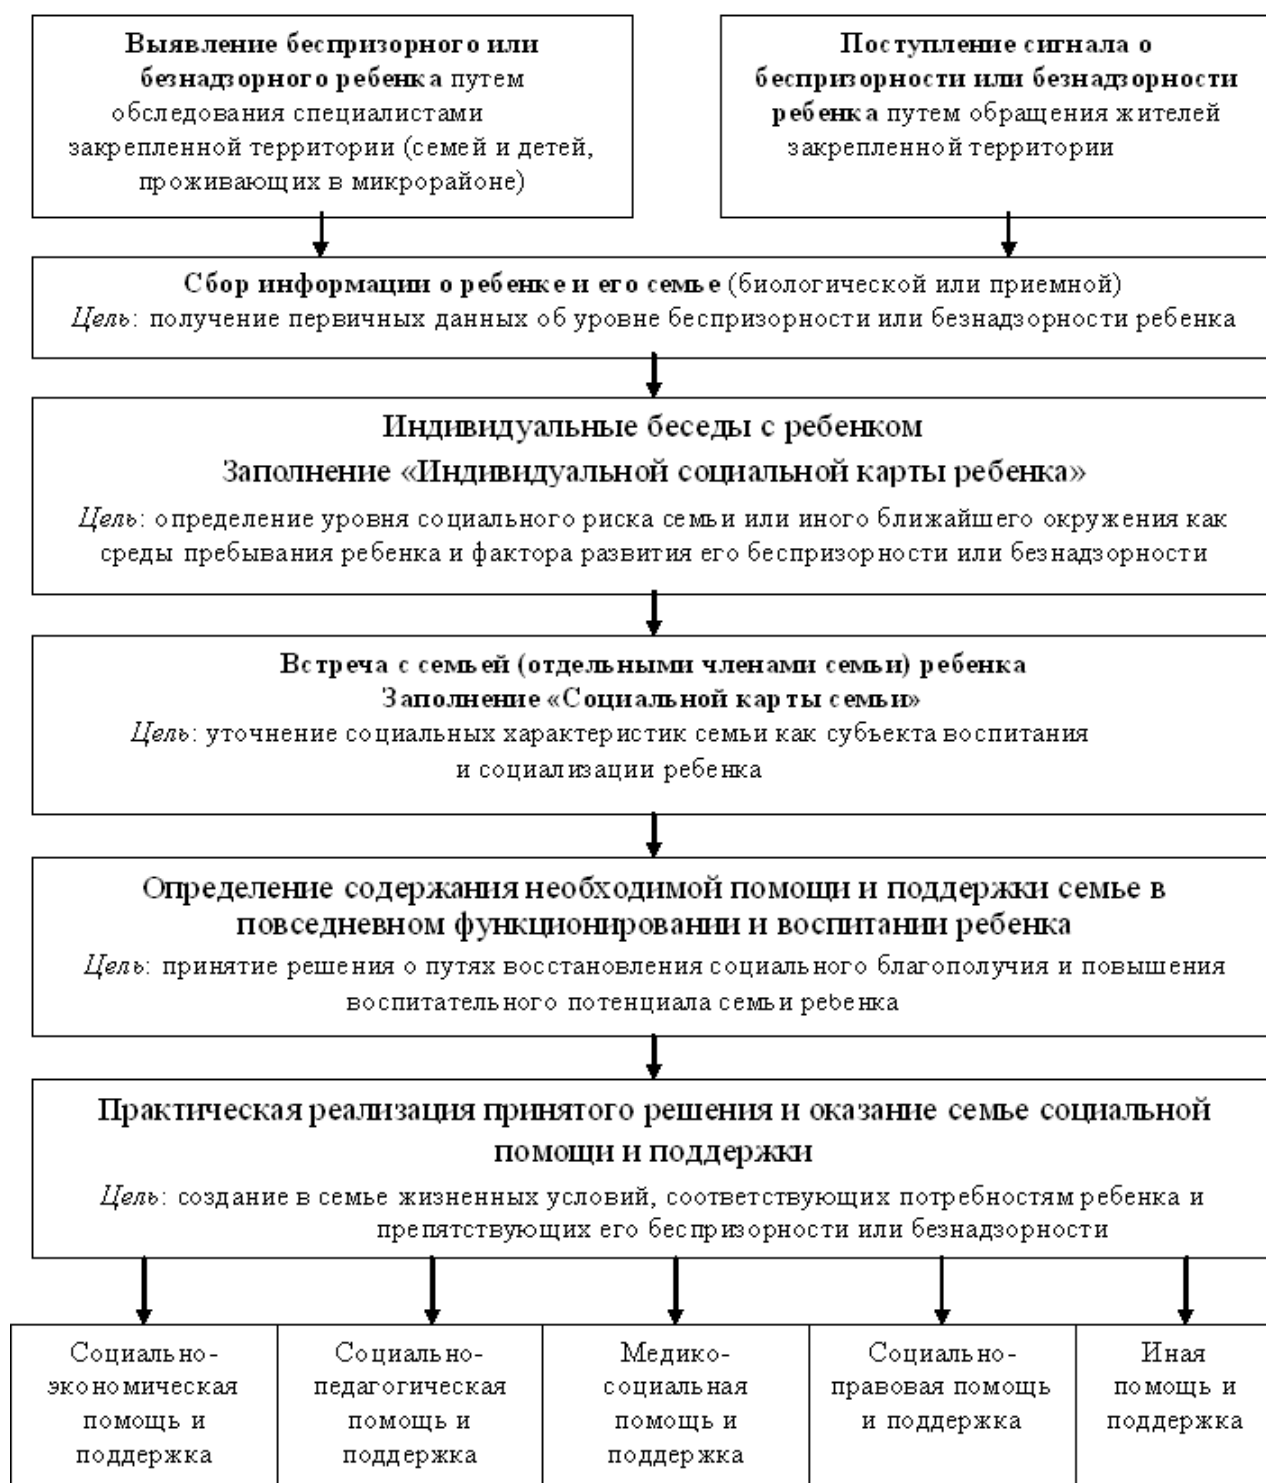 Выявление беспризорного или
безнадзорного ребенка путем
обследования специалистами
закрепленной территории (семей и детей,
проживающих в микрорайоне)
Поступление сигнала о
беспризорности или безнадзорности
ребенка путем обращения жителей
закрепленной территории
Сбор информации о ребенке и его семье (биологической или приемной)
Цель: получение первичных данных об уровне беспризорности или безнадзорности ребенка
Индивидуальные беседы с ребенком
Заполнение «Индивидуальной социальной карты ребенка»
Цель: определение уровня социального риска семьи или иного ближайшего окружения как
среды пребывания ребенка и фактора развития его беспризорности или безнадзорности
Встреча с семьей (отдельными членами семьи) ребенка
Заполнение «Социальной карты семьи»
Цель: уточнение социальных характеристик семьи как субъекта воспитания
и социализации ребенка
Определение содержания необходимой помощи и поддержки семье в
повседневном функционировании и воспитании ребенка
Цель: принятие решения о путях восстановления социального благополучия и повышения
воспитательного потенциала семьи ребенка
Практическая реализация принятого решения и оказание семье социальной
помощи и поддержки
Цель: создание в семье жизненных условий, соответствующих потребностям ребенка и
препятствующих его беспризорности или безнадзорности
Социально-
экономическая
помощь и
поддержка
Социально-
педагогическая
помощь и
поддержка
Медико-
социальная
помощь и
поддержка
Социально-
правовая помощь
и поддержка
Иная
помощь и
поддержка